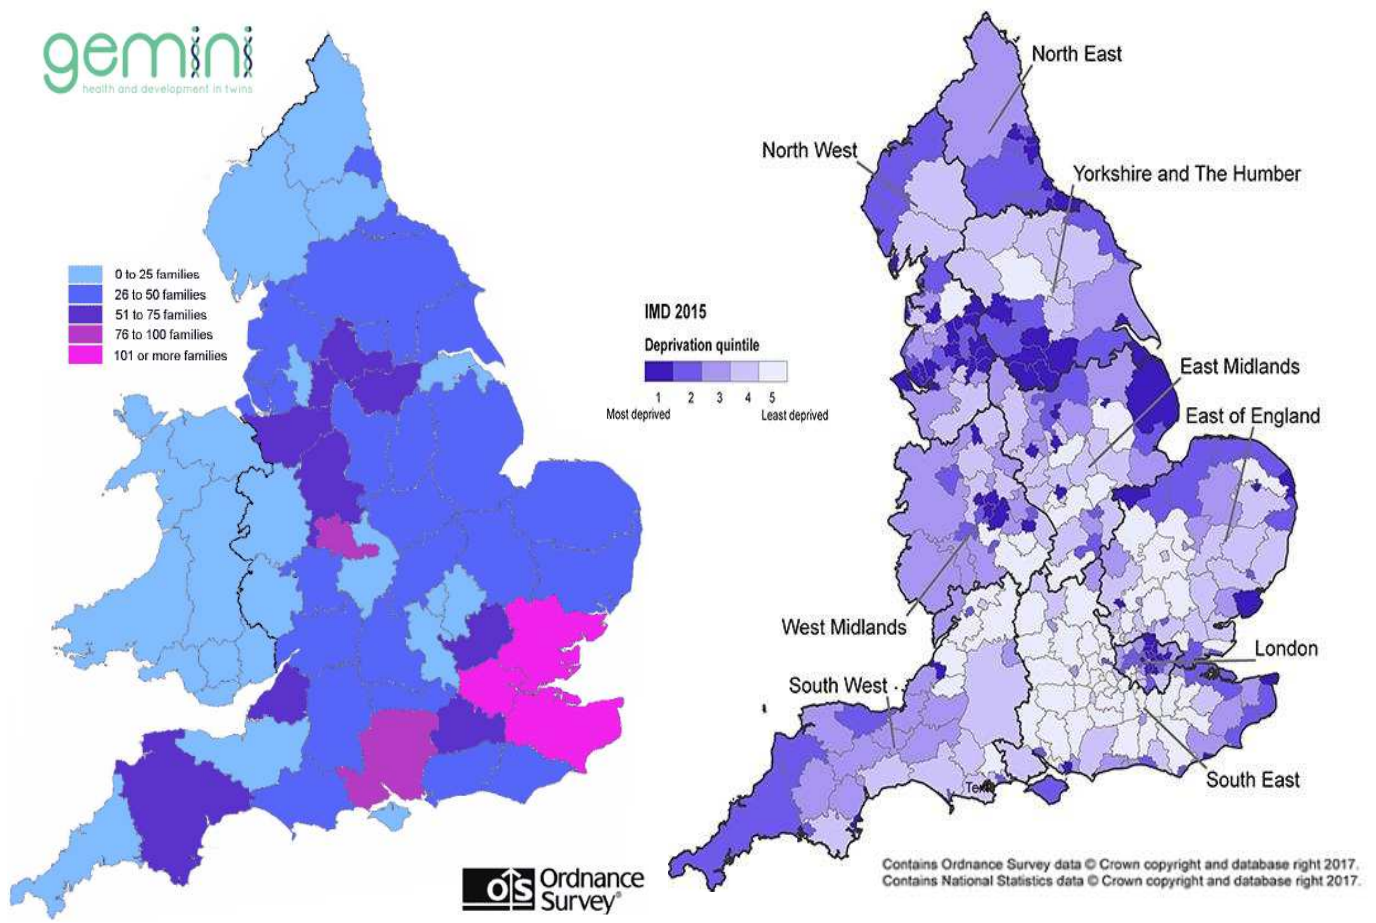 gemini
health and development in twins
0 to 25 families
26 to 50 families
51 to 75 families
76 to 100 families
101 or more families
Ordnance
Survey®
IMD 2015
Deprivation quintile
1 2 3 4 5
Most deprived Least deprived
North East
North West
Yorkshire and The Humber
East Midlands
East of England
West Midlands
London
South West
South East
Contains Ordnance Survey data © Crown copyright and database right 2017.
Contains National Statistics data © Crown copyright and database right 2017.